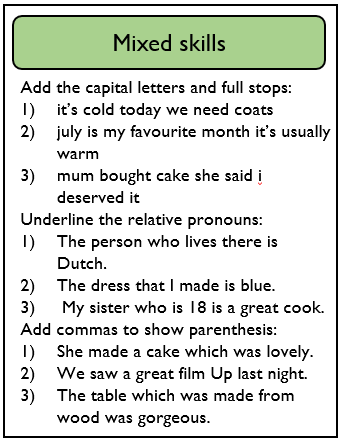 Mixed skills
Add the capital letters and full stops:
1) it’s cold today we need coats
2) july is my favourite month it’s usually
warm
3) mum bought cake she said i
deserved it
Underline the relative pronouns:
1) The person who lives there is
Dutch.
2) The dress that I made is blue.
3) My sister who is 18 is a great cook.
Add commas to show parenthesis:
1) She made a cake which was lovely.
2) We saw a great film Up last night.
3) The table which was made from
wood was gorgeous.